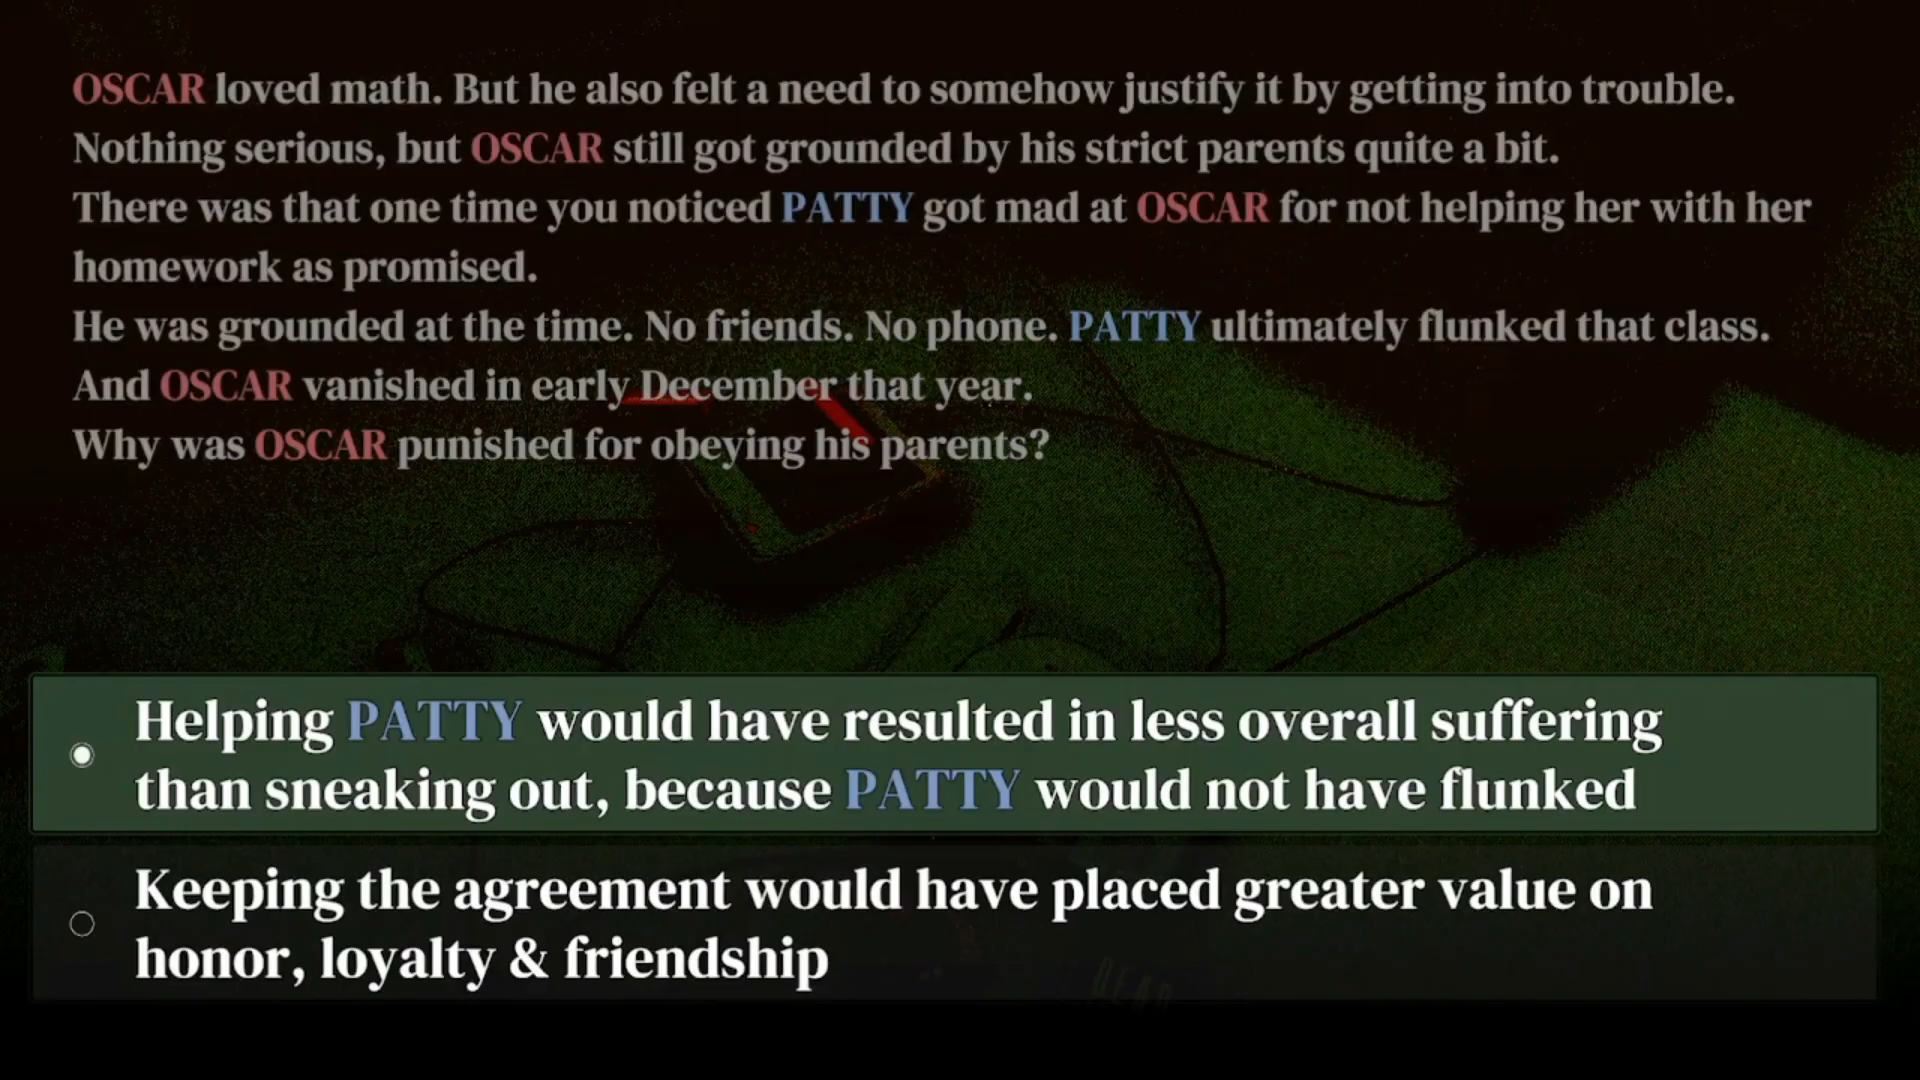 OSCAR loved math. But he also felt a need to somehow justify it by getting into trouble.
Nothing serious, but OSCAR still got grounded by his strict parents quite a bit.
There was that one time you noticed PATTY got mad at OSCAR for not helping her with her
homework as promised.
He was grounded at the time. No friends. No phone. PATTY ultimately flunked that class.
And OSCAR vanished in early December that year.
Why was OSCAR punished for obeying his parents?
Helping PATTY would have resulted in less overall suffering
than sneaking out, because PATTY would not have flunked
Keeping the agreement would have placed greater value on
honor, loyalty & friendship